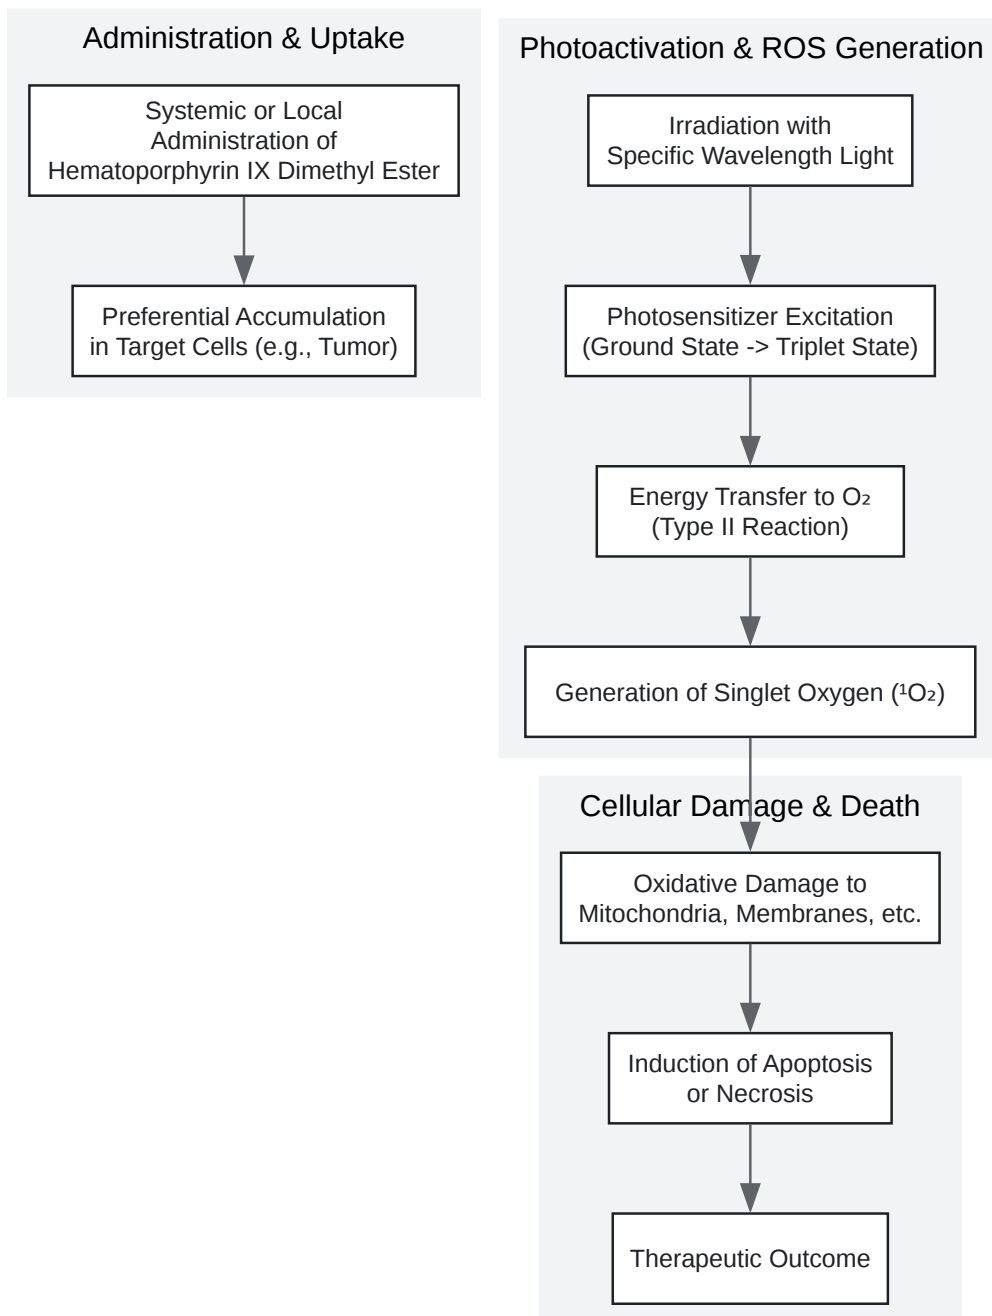 Administration & Uptake
Systemic or Local
Administration of
Hematoporphyrin IX Dimethyl Ester
Preferential Accumulation
in Target Cells (e.g., Tumor)
Photoactivation & ROS Generation
Irradiation with
Specific Wavelength Light
Photosensitizer Excitation
(Ground State -> Triplet State)
Energy Transfer to O₂
(Type II Reaction)
Generation of Singlet Oxygen (¹O₂)
Cellular Damage & Death
Oxidative Damage to
Mitochondria, Membranes, etc.
Induction of Apoptosis
or Necrosis
Therapeutic Outcome